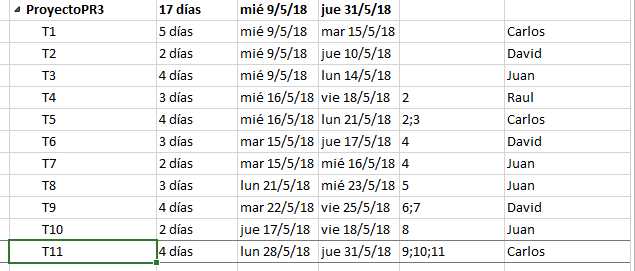 ProyectoPR3 17 días mié 9/5/18 jue 31/5/18
T1 5 días mié 9/5/18 mar 15/5/18 Carlos
T2 2 días mié 9/5/18 jue 10/5/18 David
T3 4 días mié 9/5/18 lun 14/5/18 Juan
T4 3 días mié 16/5/18 vie 18/5/18 2 Raul
T5 4 días mié 16/5/18 lun 21/5/18 2;3 Carlos
T6 3 días mar 15/5/18 jue 17/5/18 4 David
T7 2 días mar 15/5/18 mié 16/5/18 4 Juan
T8 3 días lun 21/5/18 mié 23/5/18 5 Juan
T9 4 días mar 22/5/18 vie 25/5/18 6;7 David
T10 2 días jue 17/5/18 vie 18/5/18 8 Juan
T11 4 días lun 28/5/18 jue 31/5/18 9;10;11 Carlos